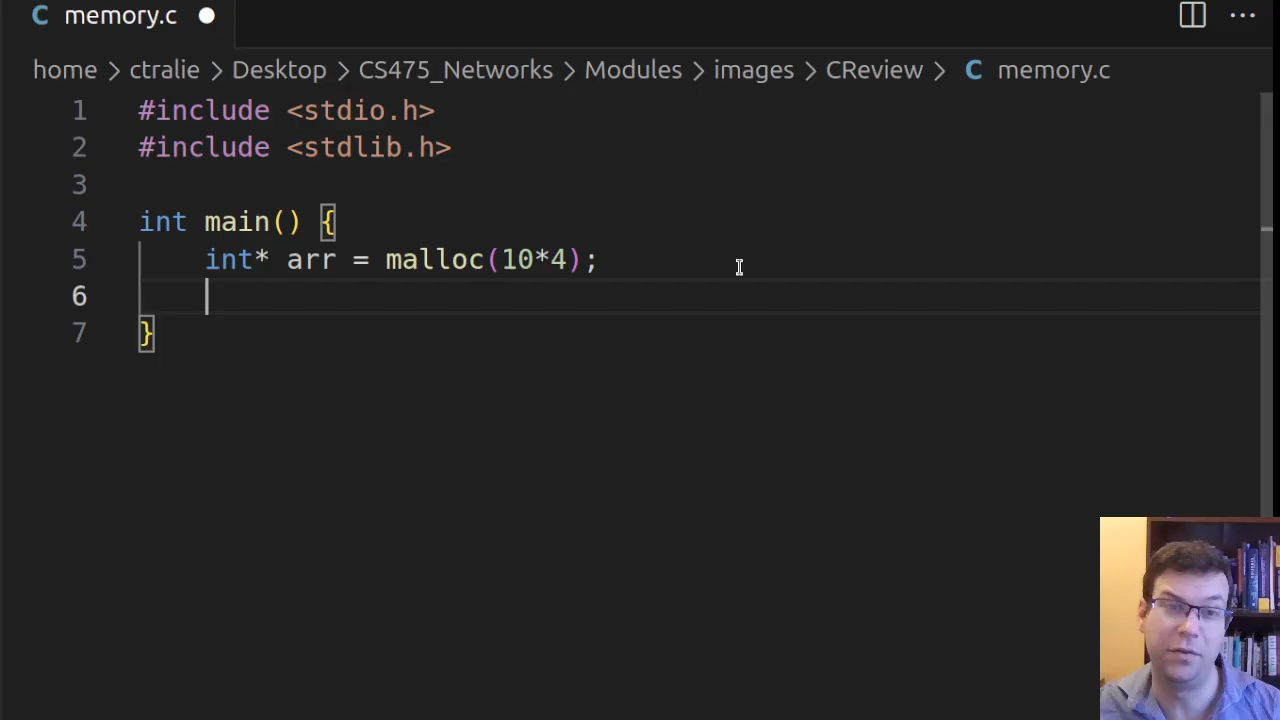 C memory.c
home > ctralie > Desktop > CS475_Networks > Modules > images > CReview > C memory.c
1 #include <stdio.h>
2 #include <stdlib.h>
3
4 int main() {
5 int* arr = malloc(10*4);
6
7 }